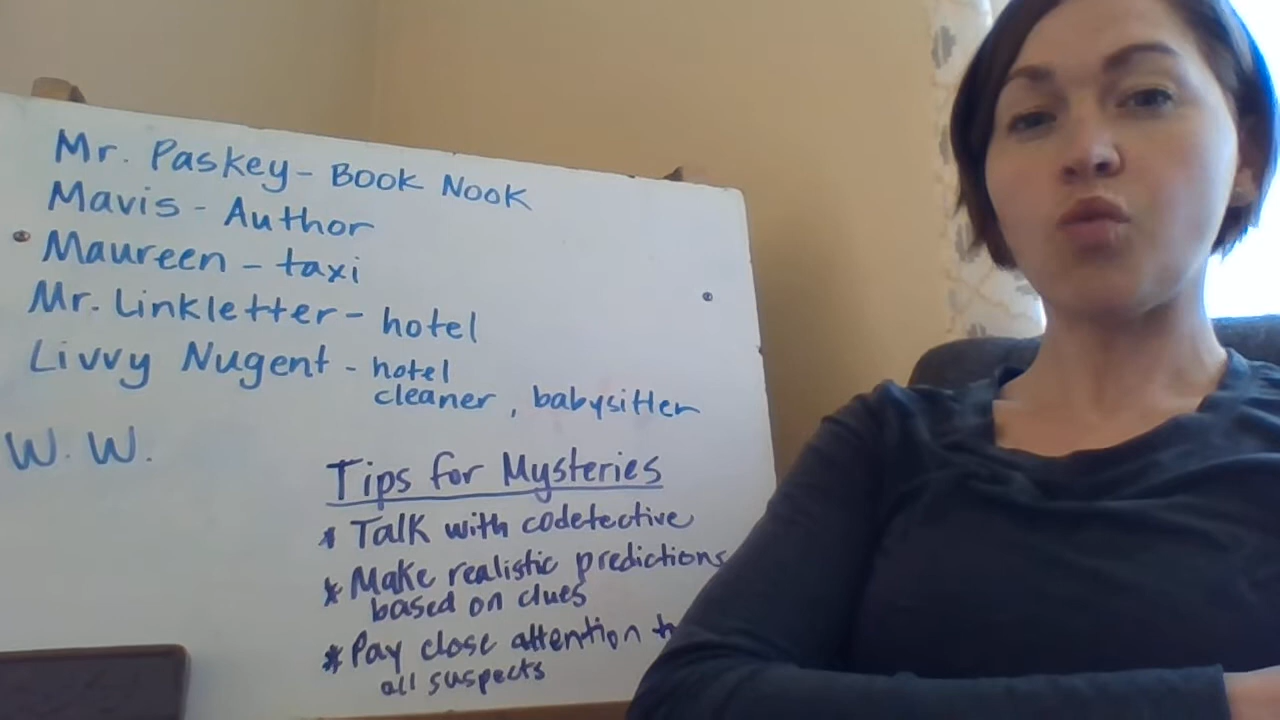 Mr. Paskey - Book Nook
Mavis - Author
Maureen - taxi
Mr. Linkletter - hotel
Livvy Nugent - hotel
cleaner, babysitter
W. W.
Tips for Mysteries
* Talk with codetective
* Make realistic predictions
based on clues
* Pay close attention
all suspects